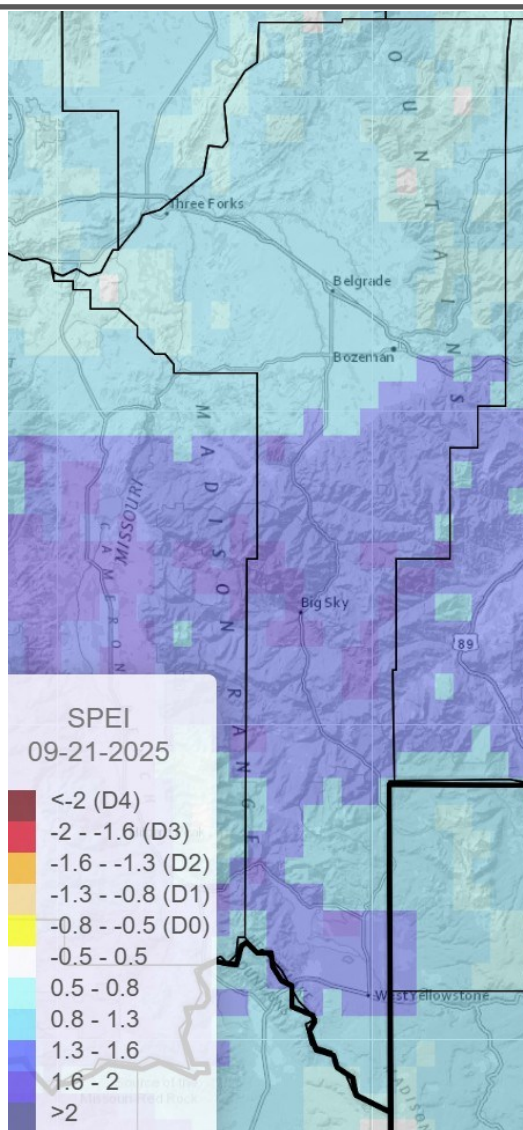 O U N T A I N S
Three Forks
Belgrade
Bozeman
MADISON RANGE
MISSOURI
CAMERON
Big Sky
89
SPEI
09-21-2025
<-2 (D4)
-2 - -1.6 (D3)
-1.6 - -1.3 (D2)
-1.3 - -0.8 (D1)
-0.8 - -0.5 (D0)
-0.5 - 0.5
0.5 - 0.8
0.8 - 1.3
1.3 - 1.6
1.6 - 2
>2
West Yellowstone
MADISON